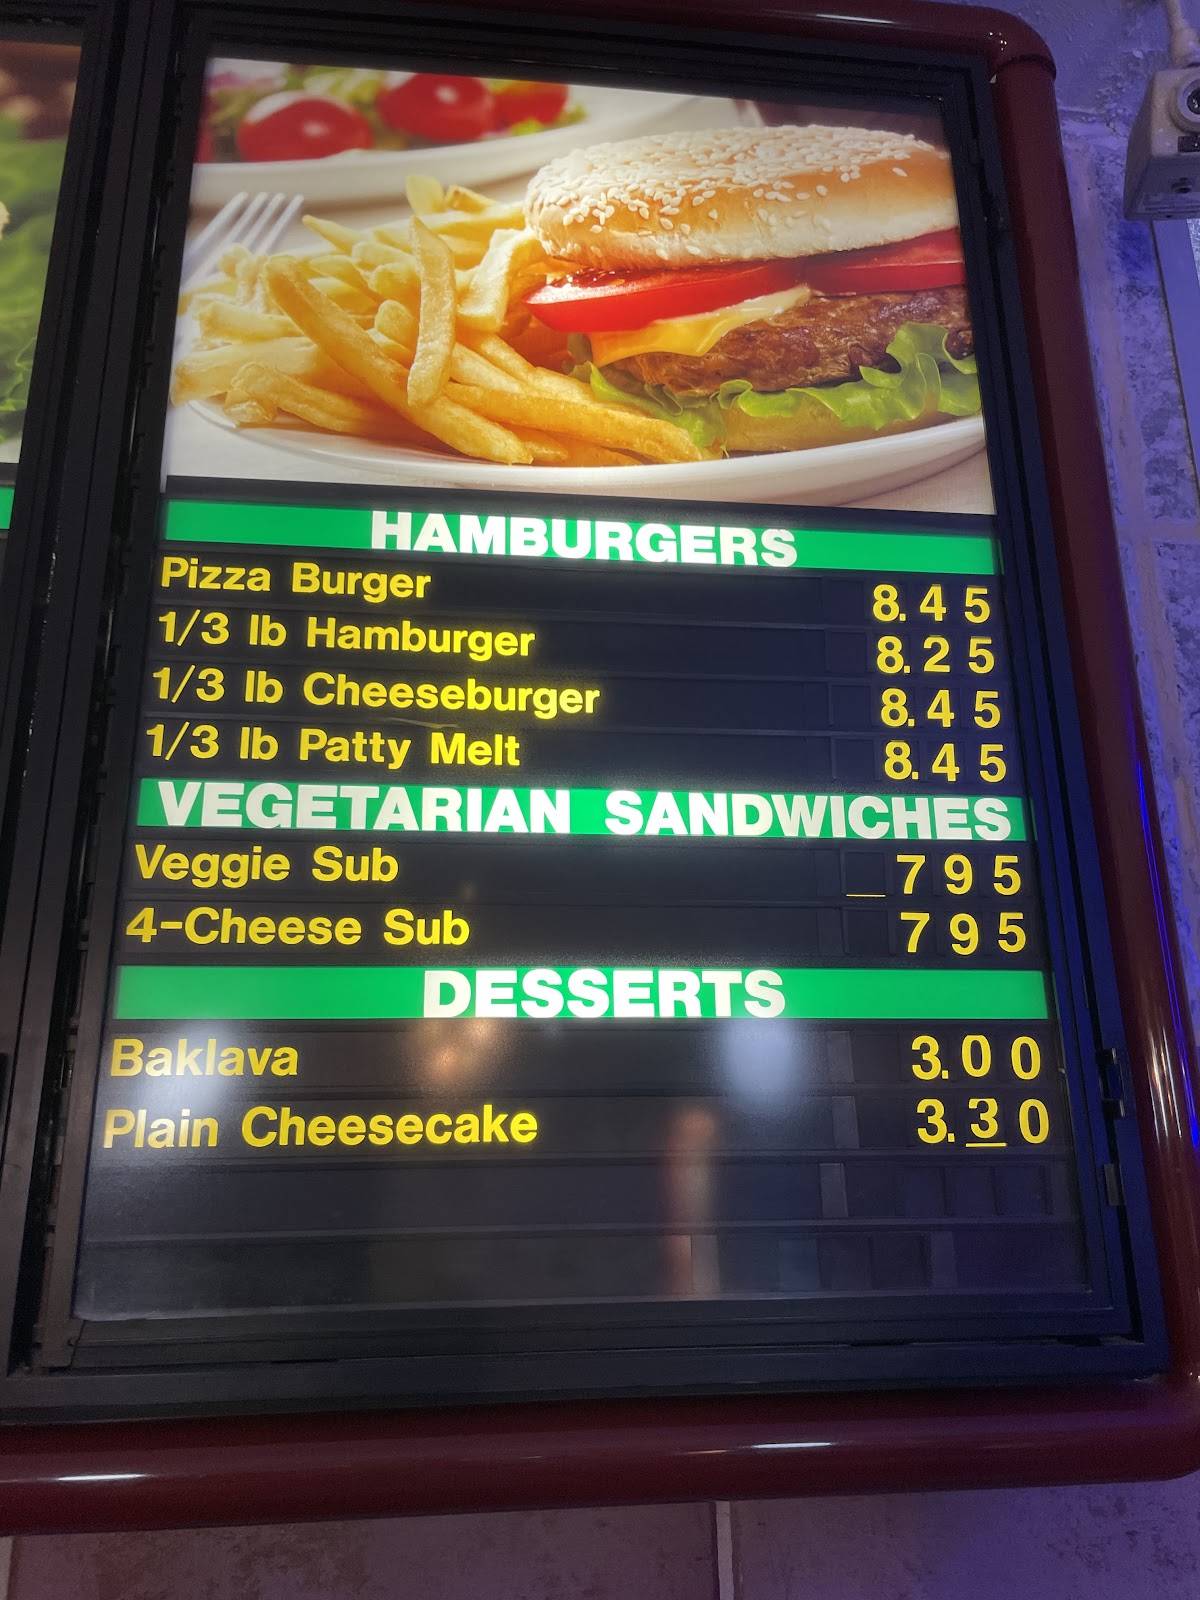 HAMBURGERS
Pizza Burger 8.45
1/3 lb Hamburger 8.25
1/3 lb Cheeseburger 8.45
1/3 lb Patty Melt 8.45
VEGETARIAN SANDWICHES
Veggie Sub 795
4-Cheese Sub 795
DESSERTS
Baklava 3.00
Plain Cheesecake 3.30